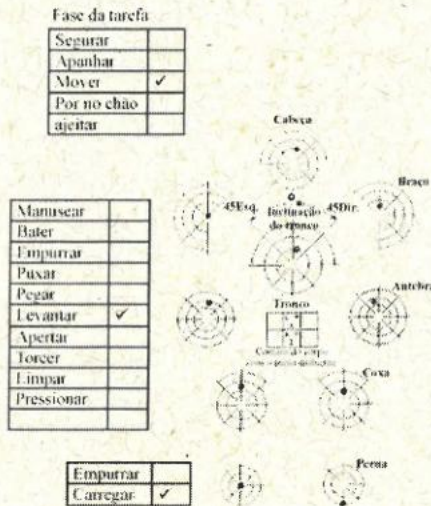 Fase da tarefa
Segurar
Apanhar
Mover ✓
Por no chão
ajeitar
Cabeça
Braço
45Esq.
Inclinação
do tronco
45Dir.
Manusear
Bater
Empurrar
Puxar
Pegar
Levantar ✓
Apertar
Torcer
Limpar
Pressionar
Tronco
Antebra
Coxa
Empurrar
Carregar ✓
Perna